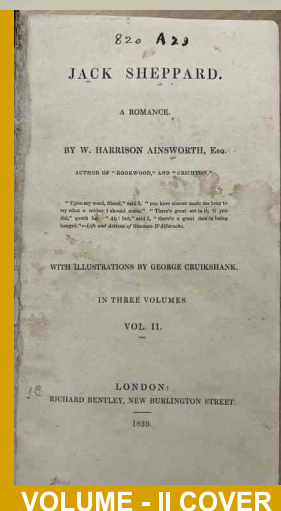 820 A29
JACK SHEPPARD.
A ROMANCE.
BY W. HARRISON AINSWORTH, ESQ.
AUTHOR OF "ROOKWOOD," AND "CRICHTON."
"Upon my word, friend," said I, "you have almost made me long to
try what a robber I should make." "There's great art in it, if you
did," quoth he. "Ah! but," said I, "there's a great deal in being
hanged."—Life and Actions of Guzman D'Alfarache.
WITH ILLUSTRATIONS BY GEORGE CRUIKSHANK.
IN THREE VOLUMES.
VOL. II.
LONDON:
RICHARD BENTLEY, NEW BURLINGTON STREET.
1839.
VOLUME - II COVER